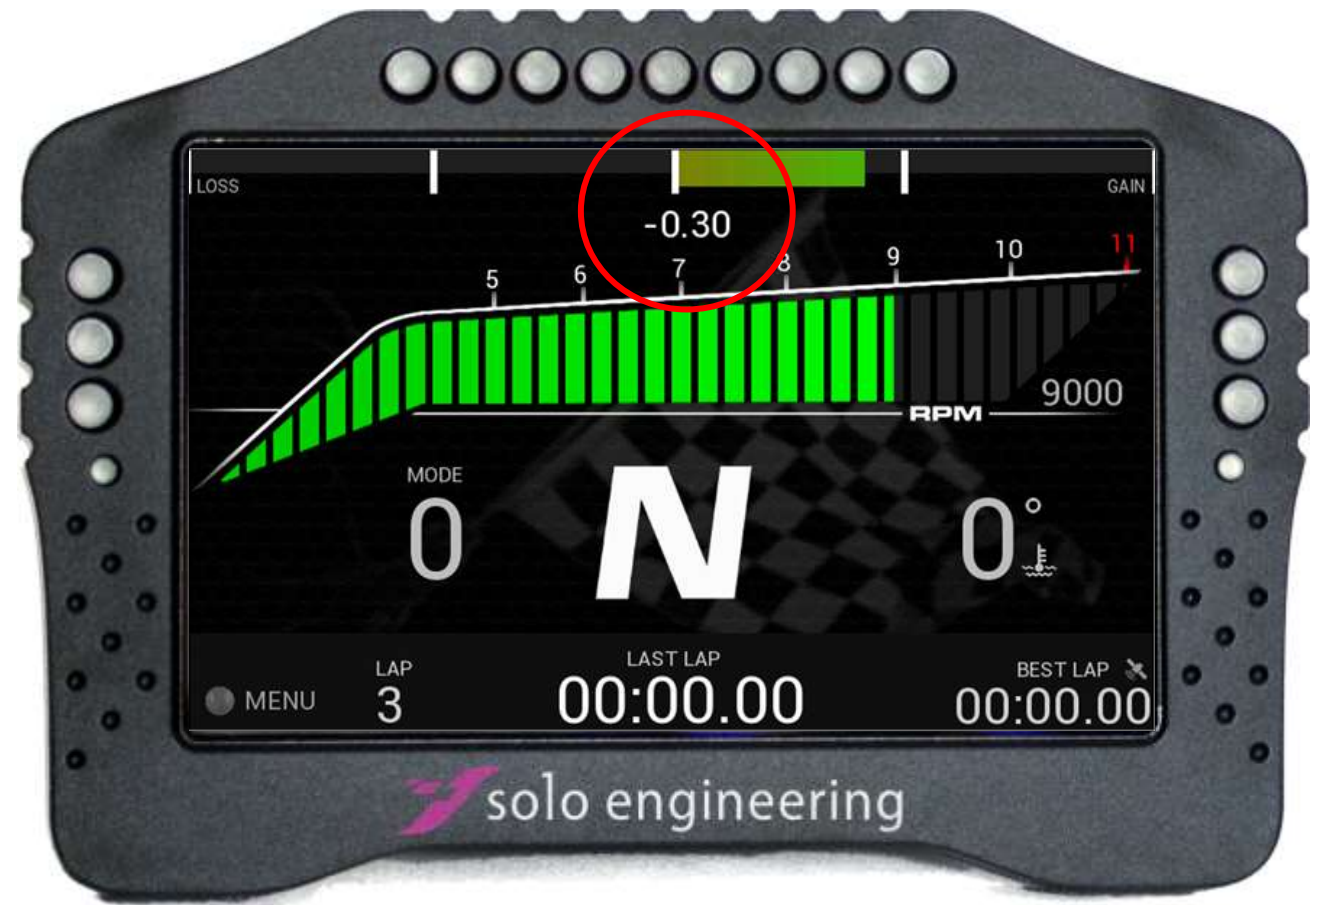 LOSS
GAIN
-0.30
5 6 7 8 9 10 11
9000
RPM
MODE
0
N
0°
LAP
3
LAST LAP
00:00.00
BEST LAP
00:00.00
MENU
solo engineering